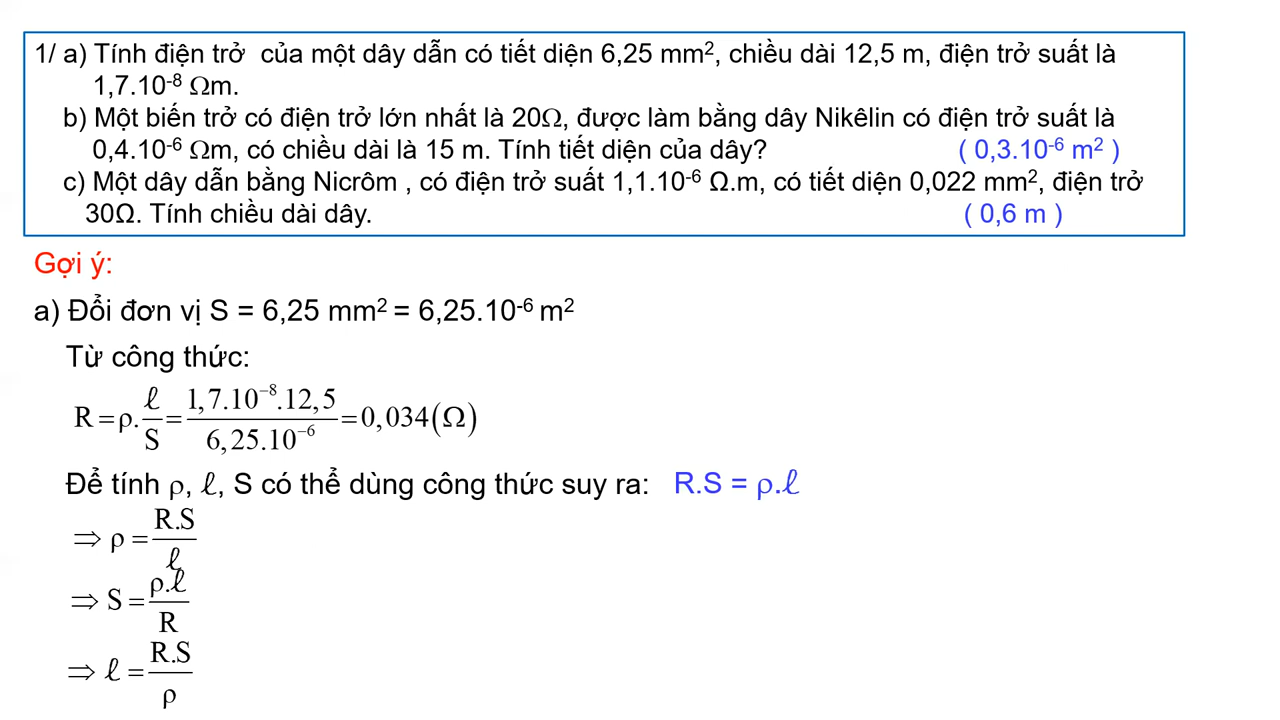 1/ a) Tính điện trở của một dây dẫn có tiết diện 6,25 mm², chiều dài 12,5 m, điện trở suất là
1,7.10⁻⁸ Ωm.
b) Một biến trở có điện trở lớn nhất là 20Ω, được làm bằng dây Nikêlin có điện trở suất là
0,4.10⁻⁶ Ωm, có chiều dài là 15 m. Tính tiết diện của dây? ( 0,3.10⁻⁶ m² )
c) Một dây dẫn bằng Nicrôm , có điện trở suất 1,1.10⁻⁶ Ω.m, có tiết diện 0,022 mm², điện trở
30Ω. Tính chiều dài dây. ( 0,6 m )
Gợi ý:
a) Đổi đơn vị S = 6,25 mm² = 6,25.10⁻⁶ m²
Từ công thức:
R = ρ.ℓ/S = 1,7.10⁻⁸.12,5/6,25.10⁻⁶ = 0,034(Ω)
Để tính ρ, ℓ, S có thể dùng công thức suy ra: R.S = ρ.ℓ
⇒ ρ = R.S/ℓ
⇒ S = ρ.ℓ/R
⇒ ℓ = R.S/ρ